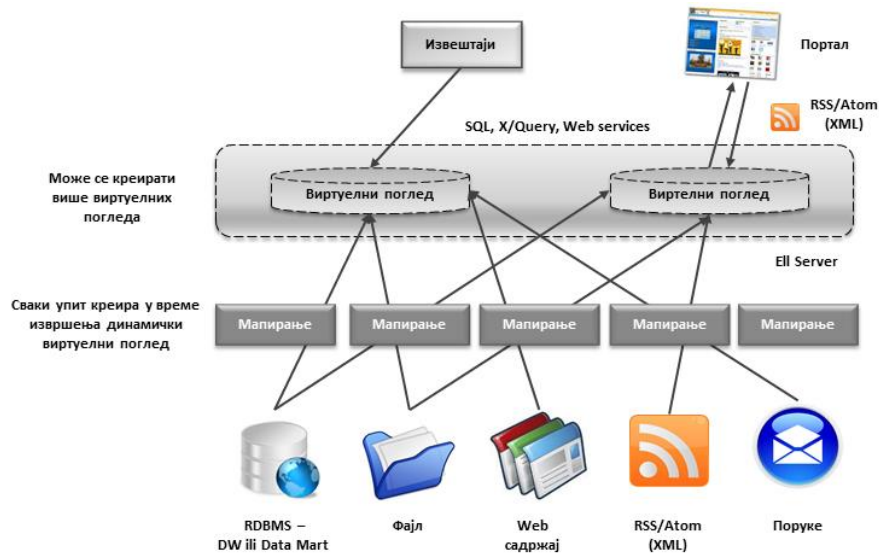 Извештаји
Портал
RSS/Atom
(XML)
SQL, X/Query, Web services
Може се креирати
више виртуелних
погледа
Виртуелни поглед
Виртелни поглед
Ell Server
Сваки упит креира у време
извршења динамички
виртуелни поглед
Мапирање
Мапирање
Мапирање
Мапирање
Мапирање
RDBMS –
DW ili Data Mart
Фајл
Web
садржај
RSS/Atom
(XML)
Поруке